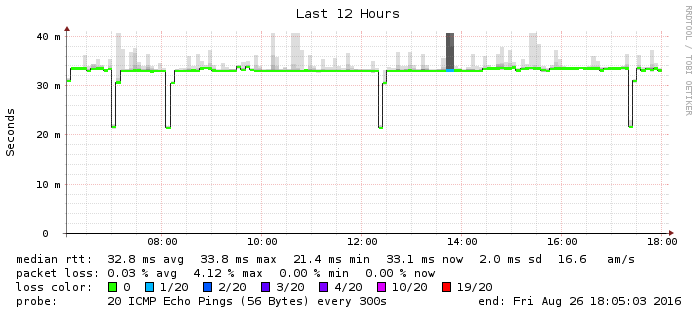 Last 12 Hours
RRDTOOL / TOBI OETIKER
Seconds
40 m
30 m
20 m
10 m
0
08:00 10:00 12:00 14:00 16:00 18:00
median rtt: 32.8 ms avg 33.8 ms max 21.4 ms min 33.1 ms now 2.0 ms sd 16.6 am/s
packet loss: 0.03 % avg 4.12 % max 0.00 % min 0.00 % now
loss color: 0 1/20 2/20 3/20 4/20 10/20 19/20
probe: 20 ICMP Echo Pings (56 Bytes) every 300s end: Fri Aug 26 18:05:03 2016